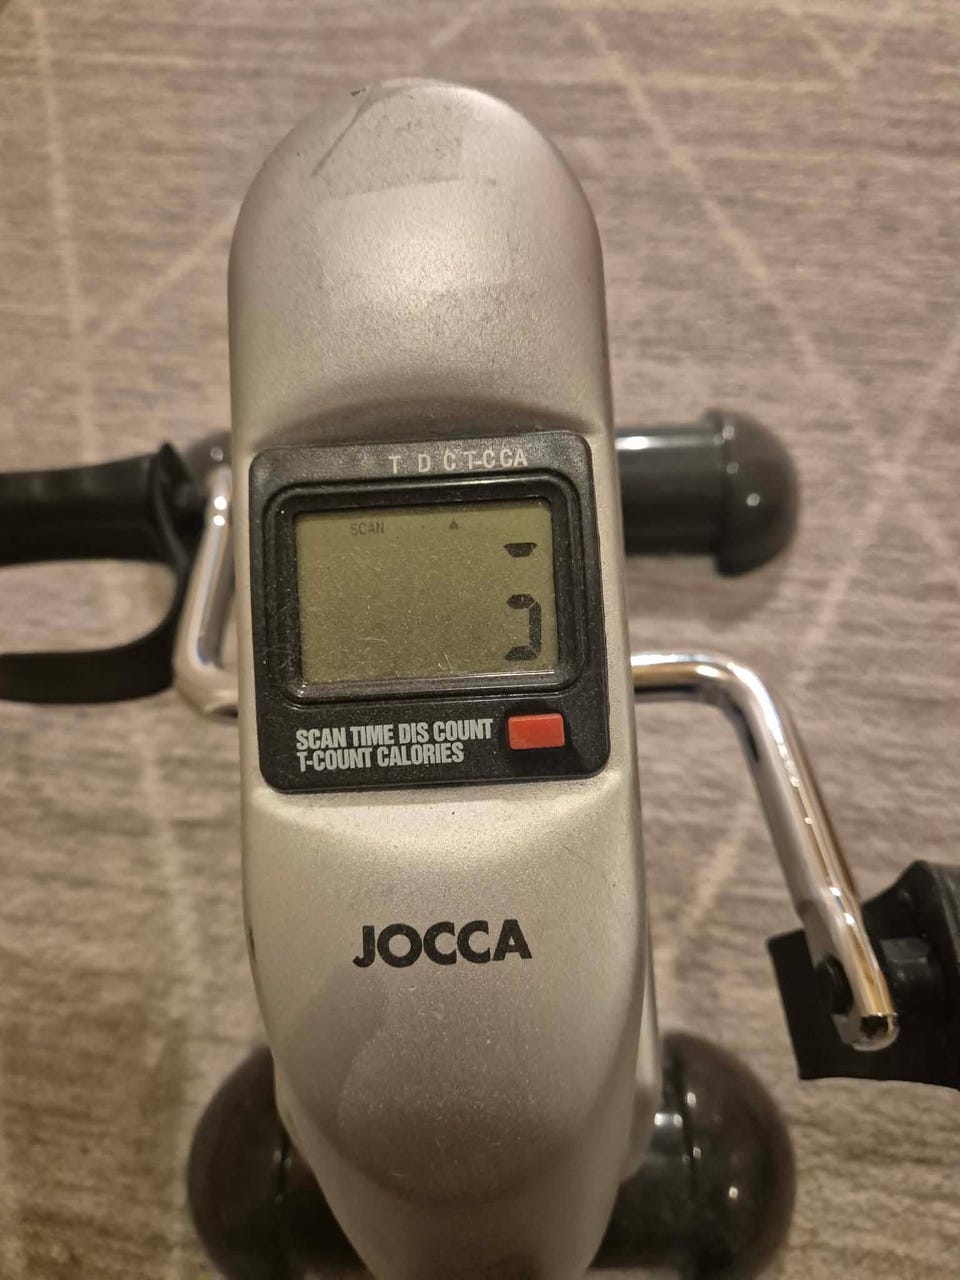 T D C T-C CA
SCAN
SCAN TIME DIS COUNT
T-COUNT CALORIES
JOCCA